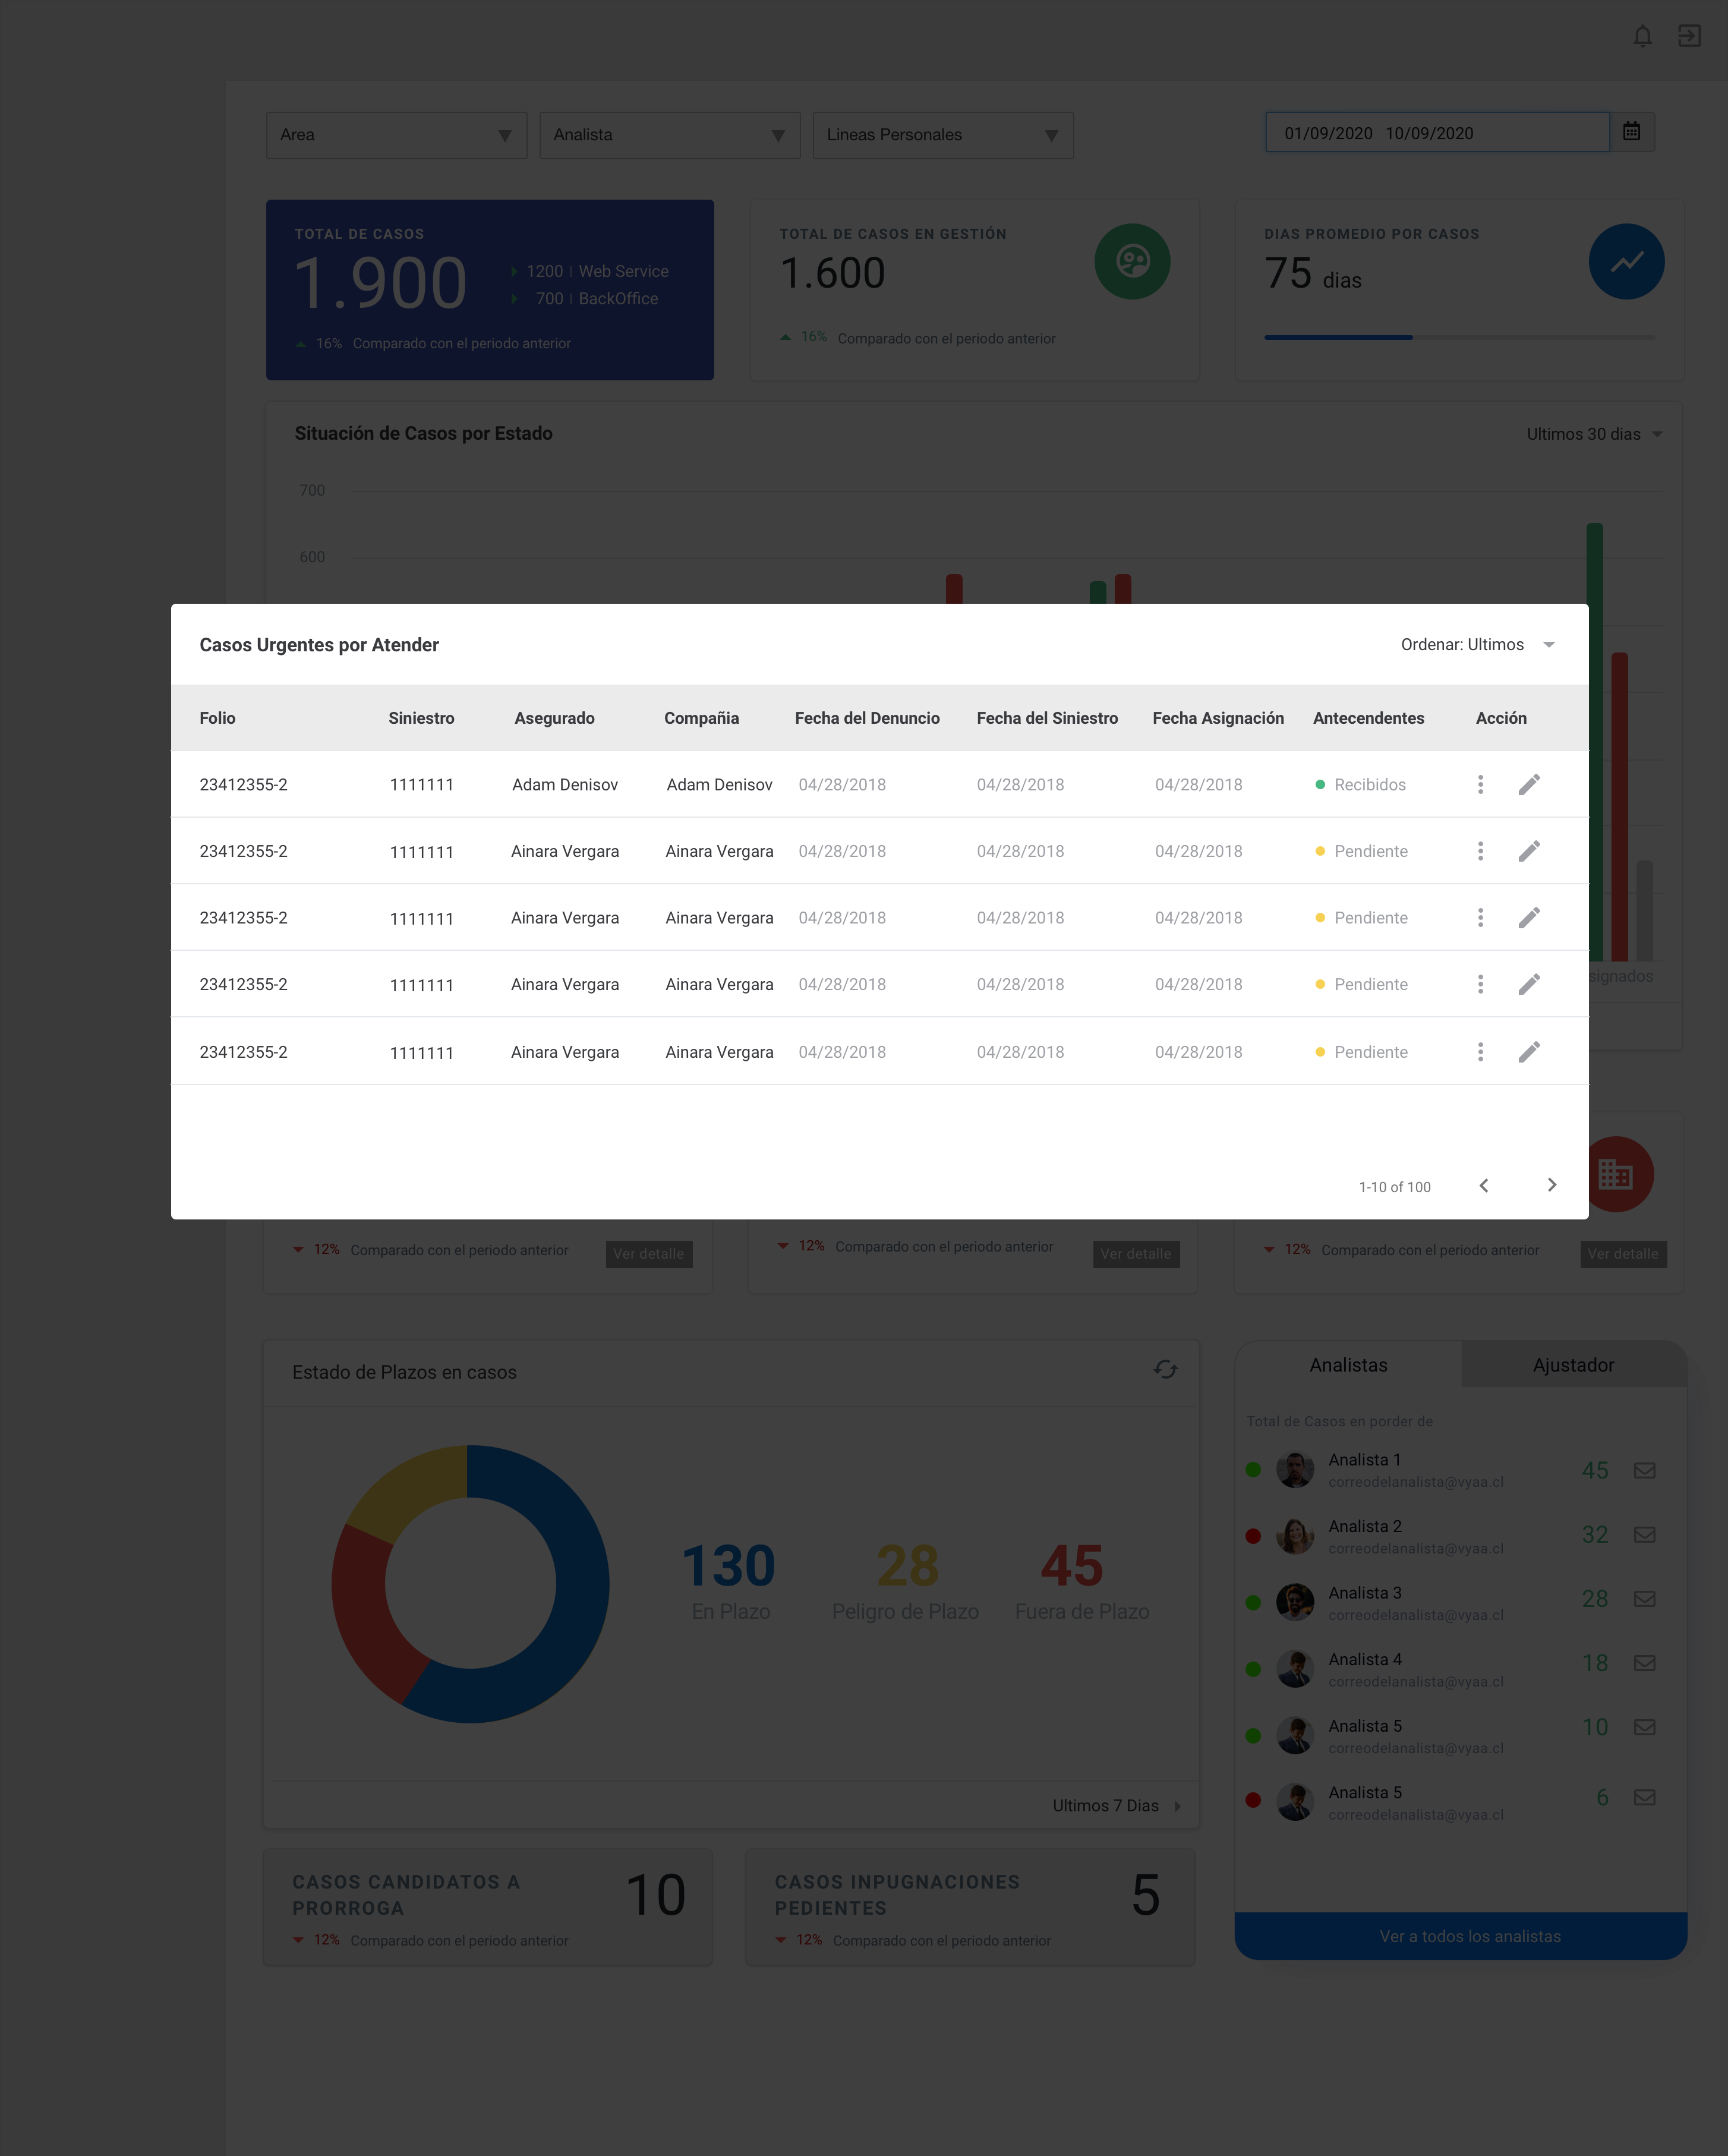 Area
Analista
Lineas Personales
01/09/2020 10/09/2020
TOTAL DE CASOS
1.900
1200 | Web Service
700 | BackOffice
16% Comparado con el periodo anterior
TOTAL DE CASOS EN GESTIÓN
1.600
16% Comparado con el periodo anterior
DIAS PROMEDIO POR CASOS
75 dias
Situación de Casos por Estado
Ultimos 30 dias
700
600
Casos Urgentes por Atender
Ordenar: Ultimos
Folio Siniestro Asegurado Compañia Fecha del Denuncio Fecha del Siniestro Fecha Asignación Antecendentes Acción
23412355-2 1111111 Adam Denisov Adam Denisov 04/28/2018 04/28/2018 04/28/2018 Recibidos
23412355-2 1111111 Ainara Vergara Ainara Vergara 04/28/2018 04/28/2018 04/28/2018 Pendiente
23412355-2 1111111 Ainara Vergara Ainara Vergara 04/28/2018 04/28/2018 04/28/2018 Pendiente
23412355-2 1111111 Ainara Vergara Ainara Vergara 04/28/2018 04/28/2018 04/28/2018 Pendiente
23412355-2 1111111 Ainara Vergara Ainara Vergara 04/28/2018 04/28/2018 04/28/2018 Pendiente
signados
1-10 of 100
12% Comparado con el periodo anterior
Ver detalle
12% Comparado con el periodo anterior
Ver detalle
12% Comparado con el periodo anterior
Ver detalle
Estado de Plazos en casos
130
En Plazo
28
Peligro de Plazo
45
Fuera de Plazo
Ultimos 7 Dias
Analistas
Ajustador
Total de Casos en porder de
Analista 1
correodelanalista@vyaa.cl
45
Analista 2
correodelanalista@vyaa.cl
32
Analista 3
correodelanalista@vyaa.cl
28
Analista 4
correodelanalista@vyaa.cl
18
Analista 5
correodelanalista@vyaa.cl
10
Analista 5
correodelanalista@vyaa.cl
6
Ver a todos los analistas
CASOS CANDIDATOS A
PRORROGA
10
12% Comparado con el periodo anterior
CASOS INPUGNACIONES
PEDIENTES
5
12% Comparado con el periodo anterior